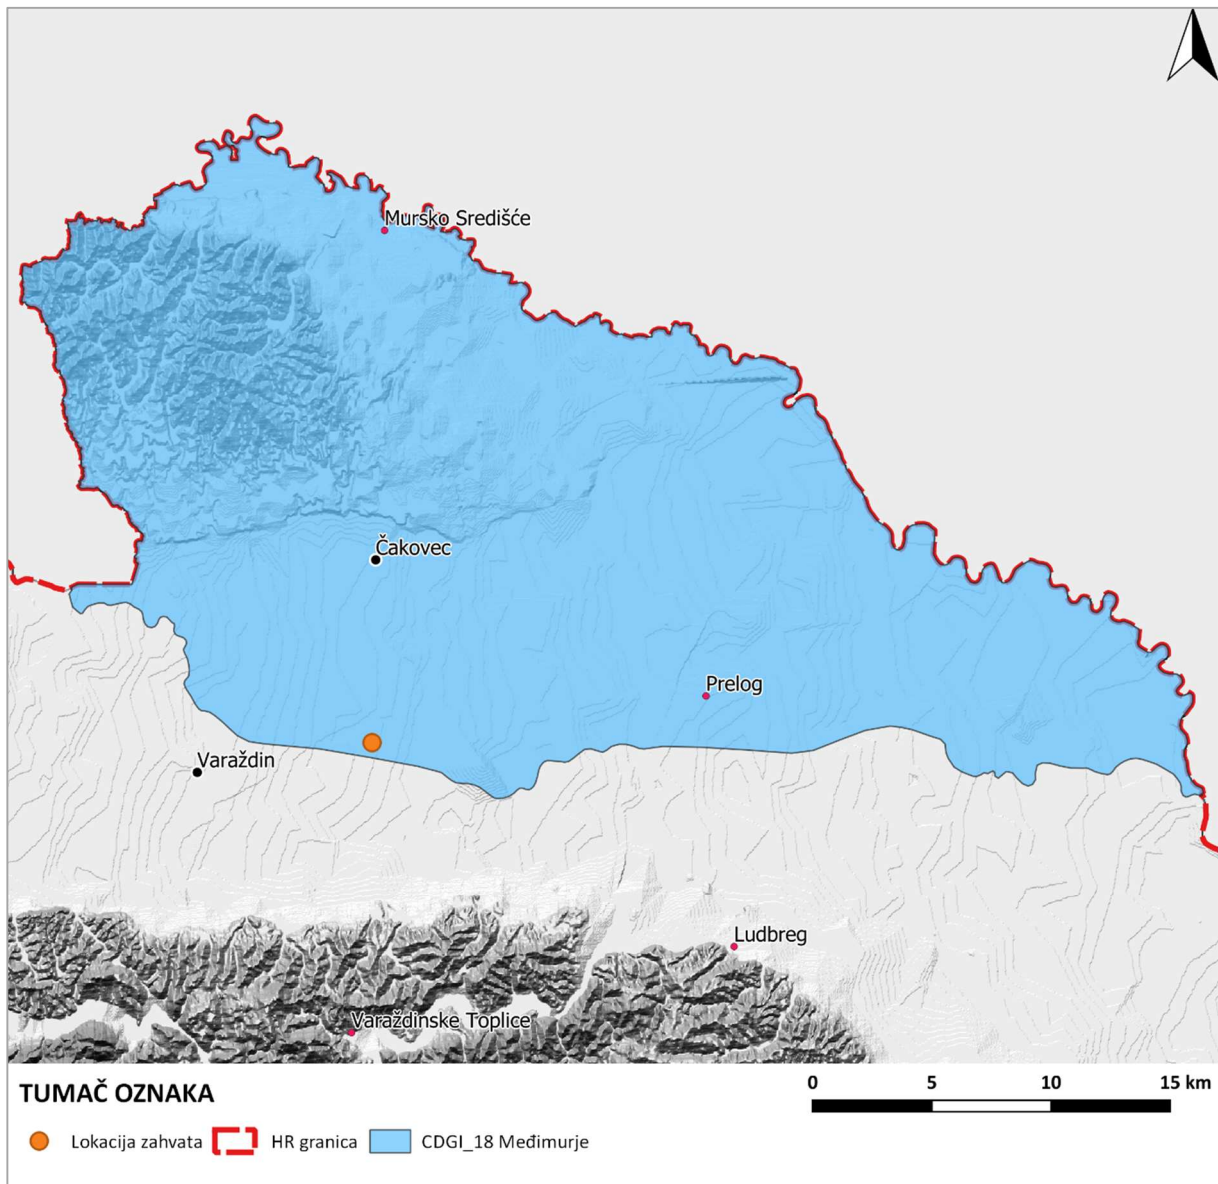 Mursko Središće
Čakovec
Prelog
Varaždin
Ludbreg
Varaždinske Toplice
TUMAČ OZNAKA
0 5 10 15 km
Lokacija zahvata HR granica CDGI_18 Međimurje